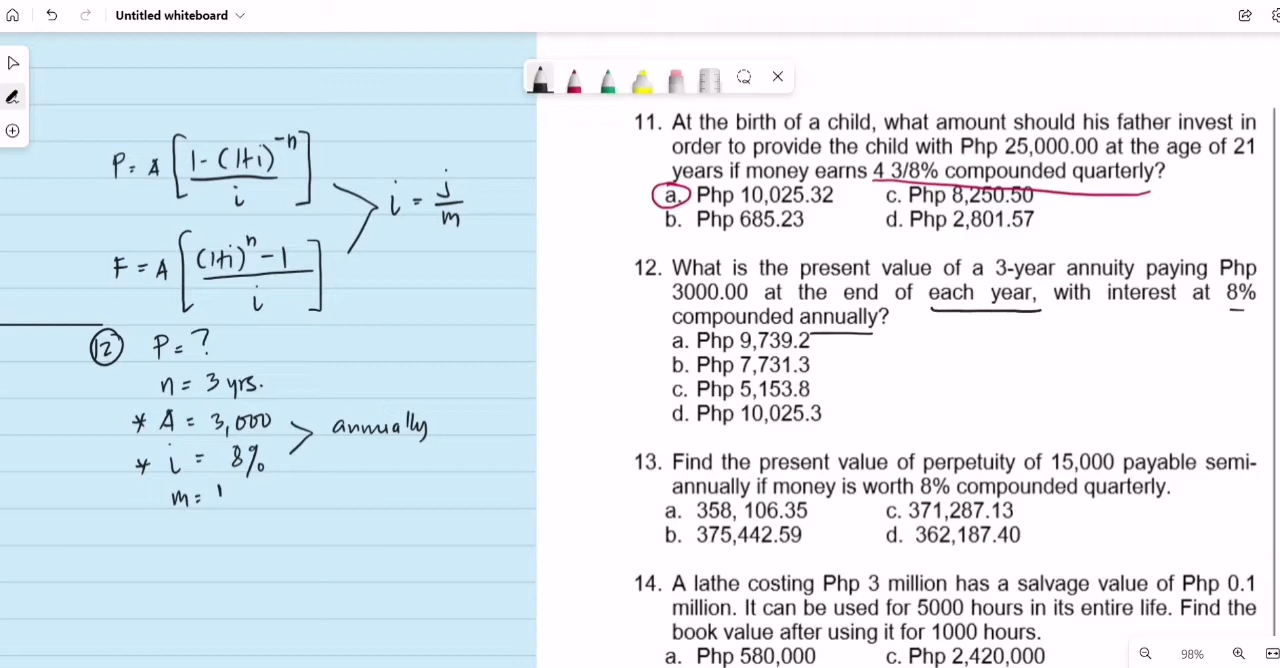 Untitled whiteboard
P = A [ 1 - (1+i)^-n / i ]
i = j / m
F = A [ (1+i)^n - 1 / i ]
12 P = ?
n = 3 yrs.
* A = 3,000
annually
* i = 8%
m = 1
11. At the birth of a child, what amount should his father invest in
order to provide the child with Php 25,000.00 at the age of 21
years if money earns 4 3/8% compounded quarterly?
a. Php 10,025.32 c. Php 8,250.50
b. Php 685.23 d. Php 2,801.57
12. What is the present value of a 3-year annuity paying Php
3000.00 at the end of each year, with interest at 8%
compounded annually?
a. Php 9,739.2
b. Php 7,731.3
c. Php 5,153.8
d. Php 10,025.3
13. Find the present value of perpetuity of 15,000 payable semi-
annually if money is worth 8% compounded quarterly.
a. 358, 106.35 c. 371,287.13
b. 375,442.59 d. 362,187.40
14. A lathe costing Php 3 million has a salvage value of Php 0.1
million. It can be used for 5000 hours in its entire life. Find the
book value after using it for 1000 hours.
a. Php 580,000 c. Php 2,420,000
98%